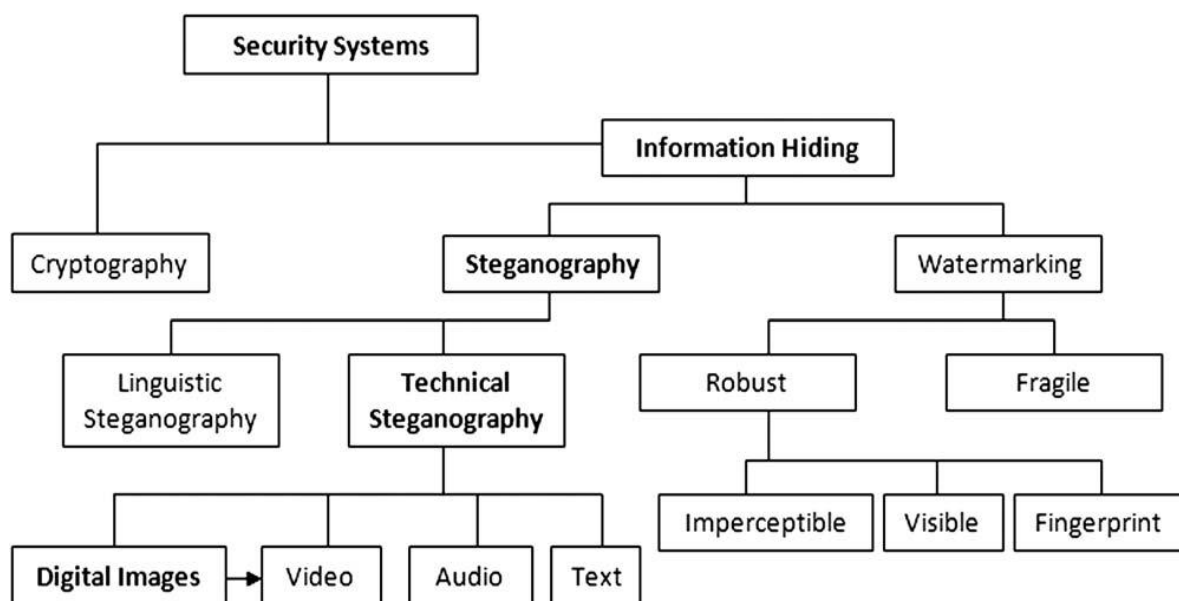 Security Systems
Information Hiding
Cryptography
Steganography
Watermarking
Linguistic
Steganography
Technical
Steganography
Robust
Fragile
Imperceptible
Visible
Fingerprint
Digital Images
Video
Audio
Text